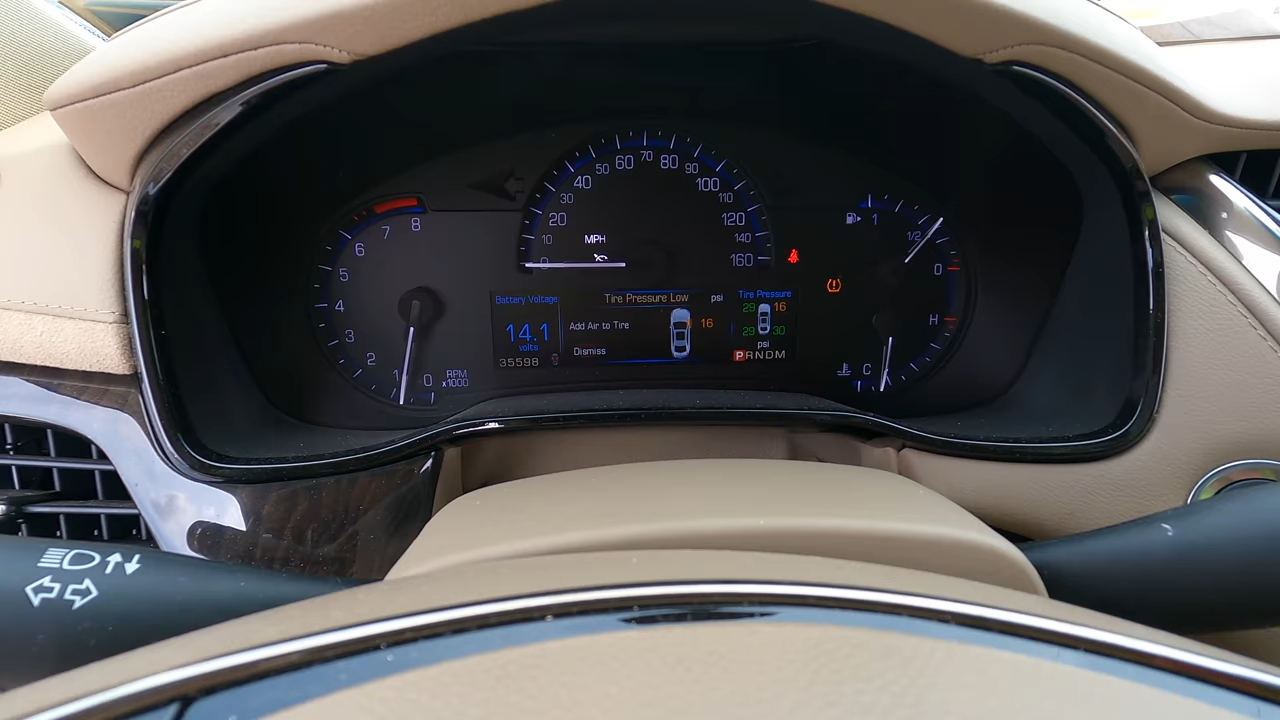 0
1
2
3
4
5
6
7
8
RPM
x1000
0
10
20
30
40
50
60
70
80
90
100
110
120
140
160
MPH
1
1/2
0
H
C
Battery Voltage
14.1
volts
35598
Tire Pressure Low psi
Add Air to Tire
16
Dismiss
Tire Pressure
29 16
29 30
psi
PRNDM